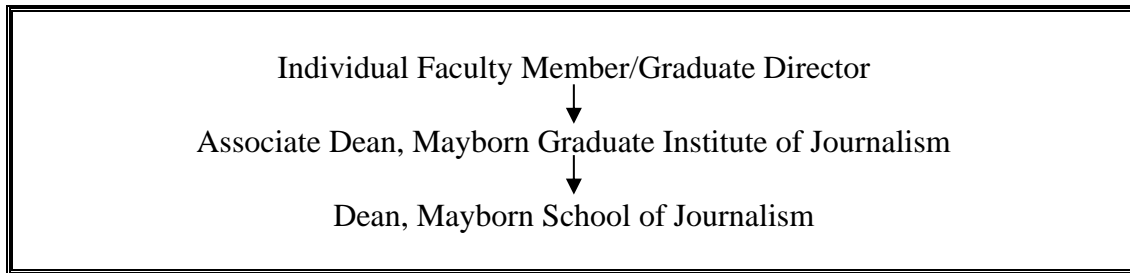 Individual Faculty Member/Graduate Director
Associate Dean, Mayborn Graduate Institute of Journalism
Dean, Mayborn School of Journalism